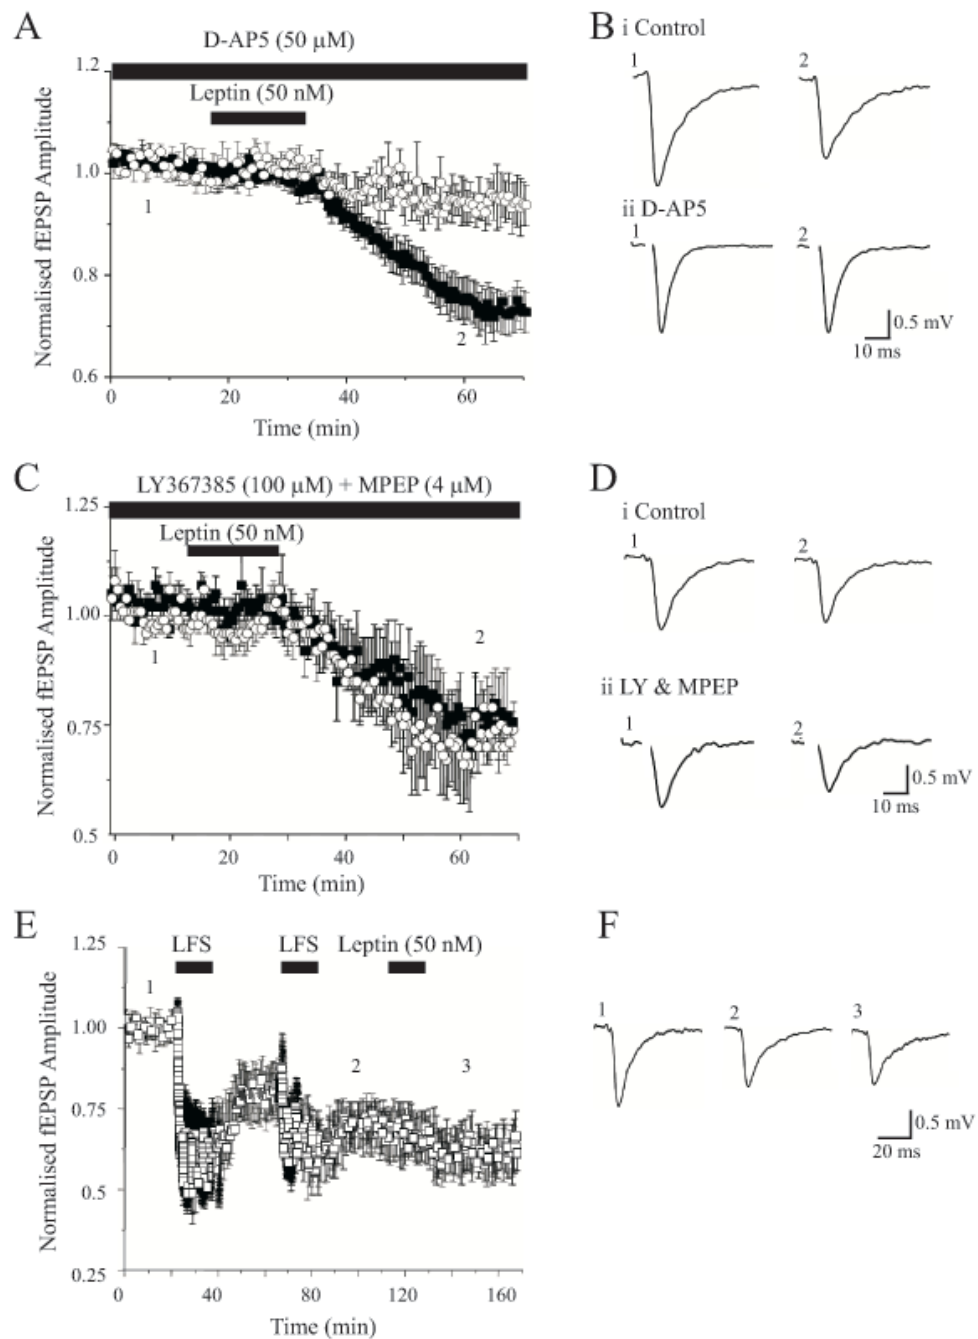 A
D-AP5 (50 μM)
Leptin (50 nM)
1.2
1.0
0.8
0.6
Normalised fEPSP Amplitude
1
2
0
20
40
60
Time (min)
B
i Control
1
2
ii D-AP5
1
2
0.5 mV
10 ms
C
LY367385 (100 μM) + MPEP (4 μM)
Leptin (50 nM)
1.25
1.00
0.75
0.5
Normalised fEPSP Amplitude
1
2
0
20
40
60
Time (min)
D
i Control
1
2
ii LY & MPEP
1
2
0.5 mV
10 ms
E
LFS
LFS
Leptin (50 nM)
1.25
1.00
0.75
0.5
0.25
Normalised fEPSP Amplitude
1
2
3
0
40
80
120
160
Time (min)
F
1
2
3
0.5 mV
20 ms